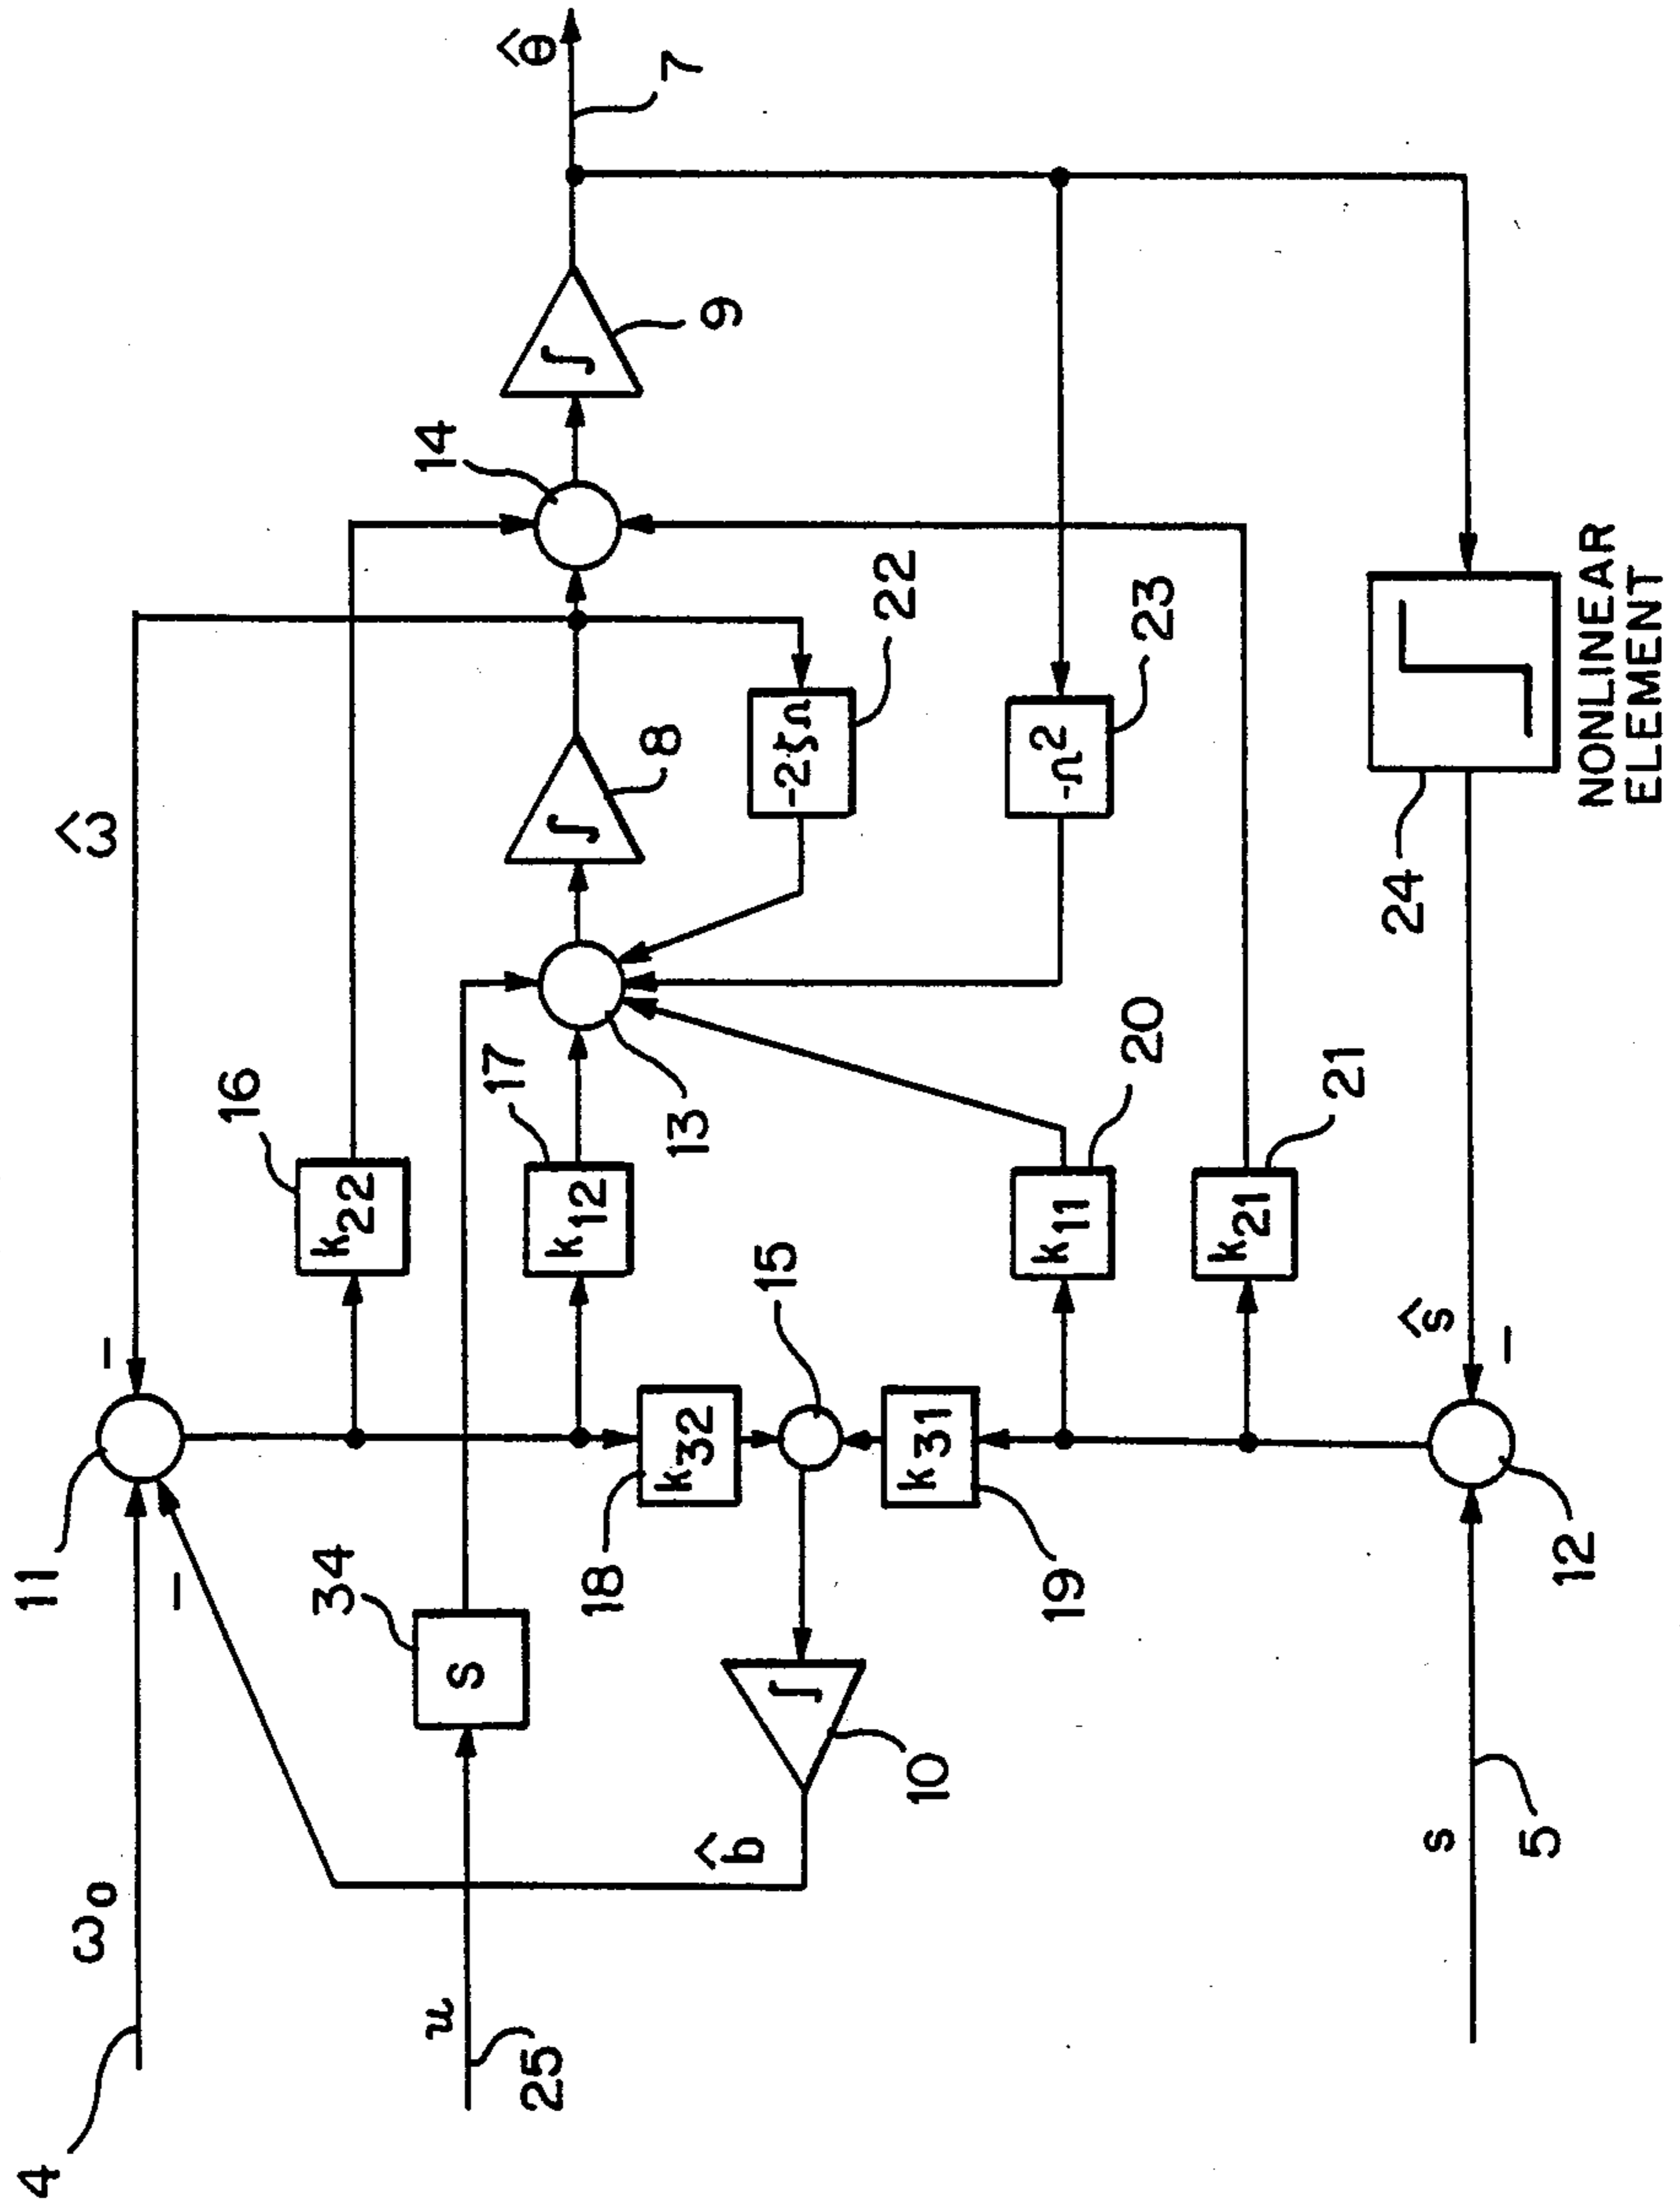 4
ω₀
11
–
ω̂
–
u
25
34
s
16
k₂₂
17
k₁₂
14
9
∫
θ̂
7
8
∫
13
-2ζΩ
22
-Ω²
23
18
k₃₂
15
10
∫
b̂
19
k₃₁
20
k₁₁
21
k₂₁
s
5
12
ŝ
–
24
NONLINEAR
ELEMENT